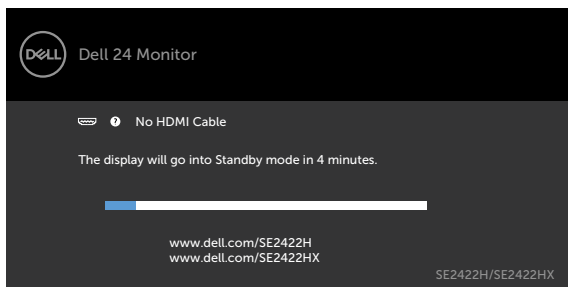 DELL
Dell 24 Monitor
? No HDMI Cable
The display will go into Standby mode in 4 minutes.
www.dell.com/SE2422H
www.dell.com/SE2422HX
SE2422H/SE2422HX